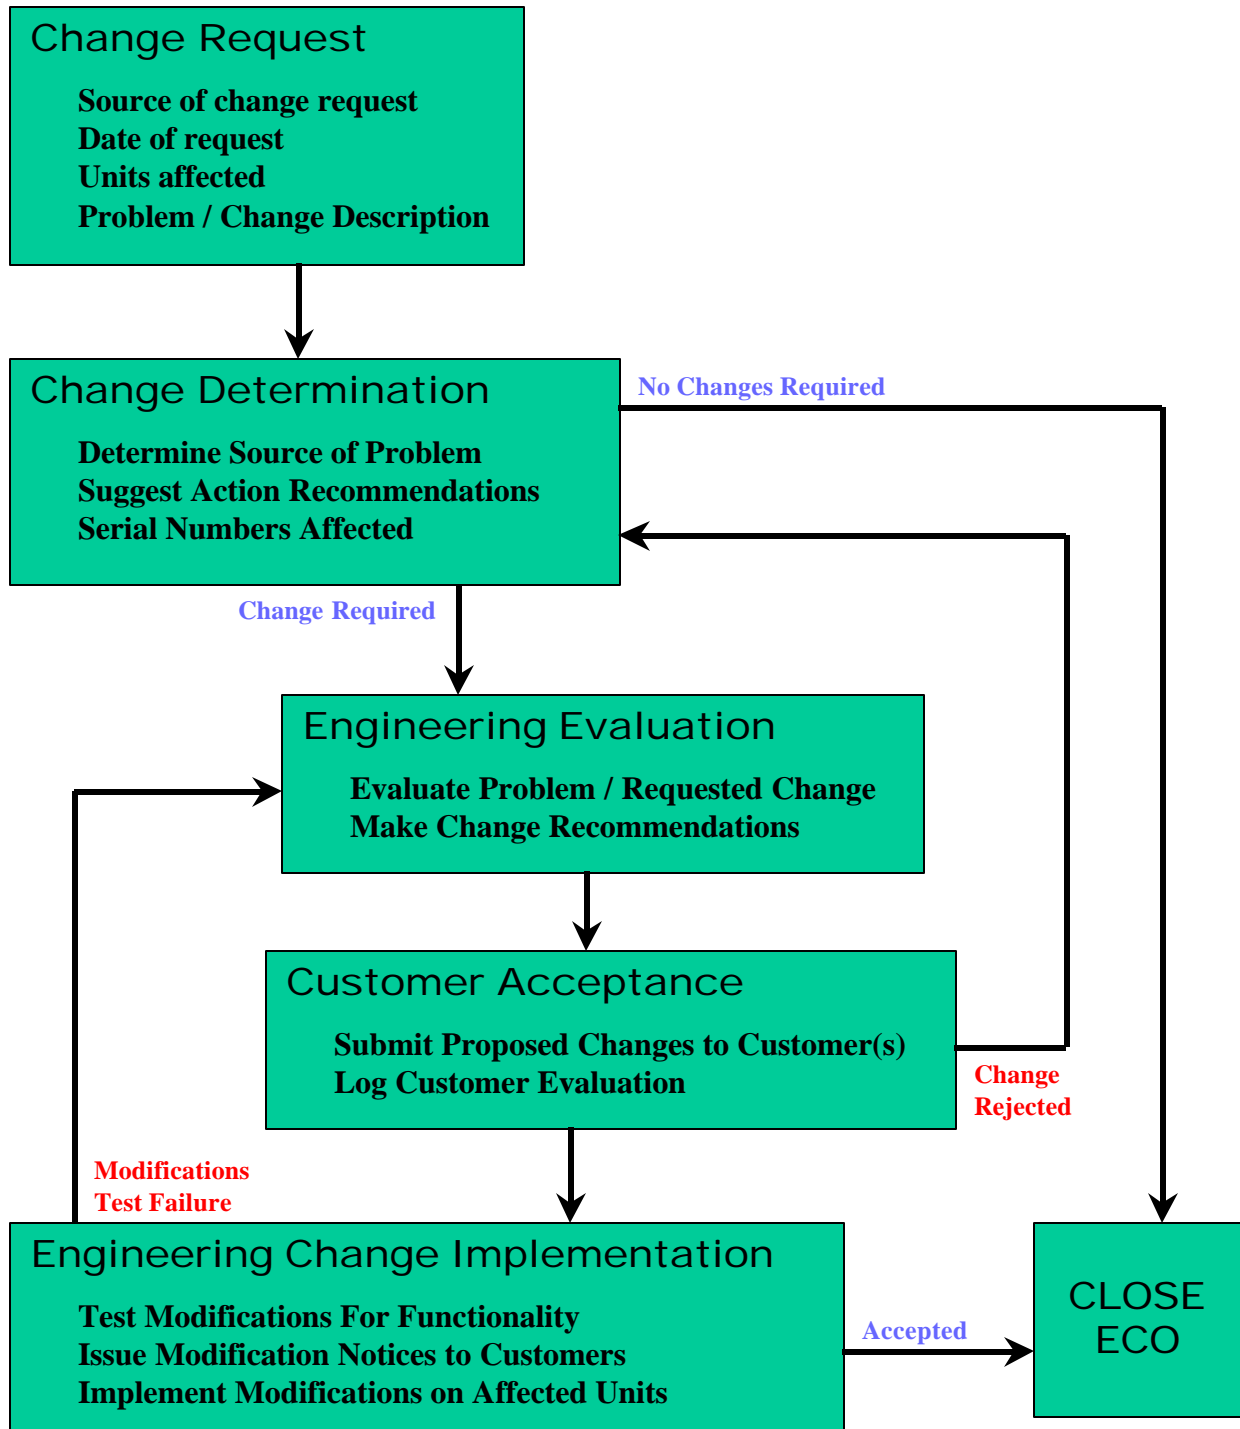 Change Request
Source of change request
Date of request
Units affected
Problem / Change Description
Change Determination
Determine Source of Problem
Suggest Action Recommendations
Serial Numbers Affected
No Changes Required
Change Required
Engineering Evaluation
Evaluate Problem / Requested Change
Make Change Recommendations
Customer Acceptance
Submit Proposed Changes to Customer(s)
Log Customer Evaluation
Change
Rejected
Modifications
Test Failure
Engineering Change Implementation
Test Modifications For Functionality
Issue Modification Notices to Customers
Implement Modifications on Affected Units
Accepted
CLOSE
ECO